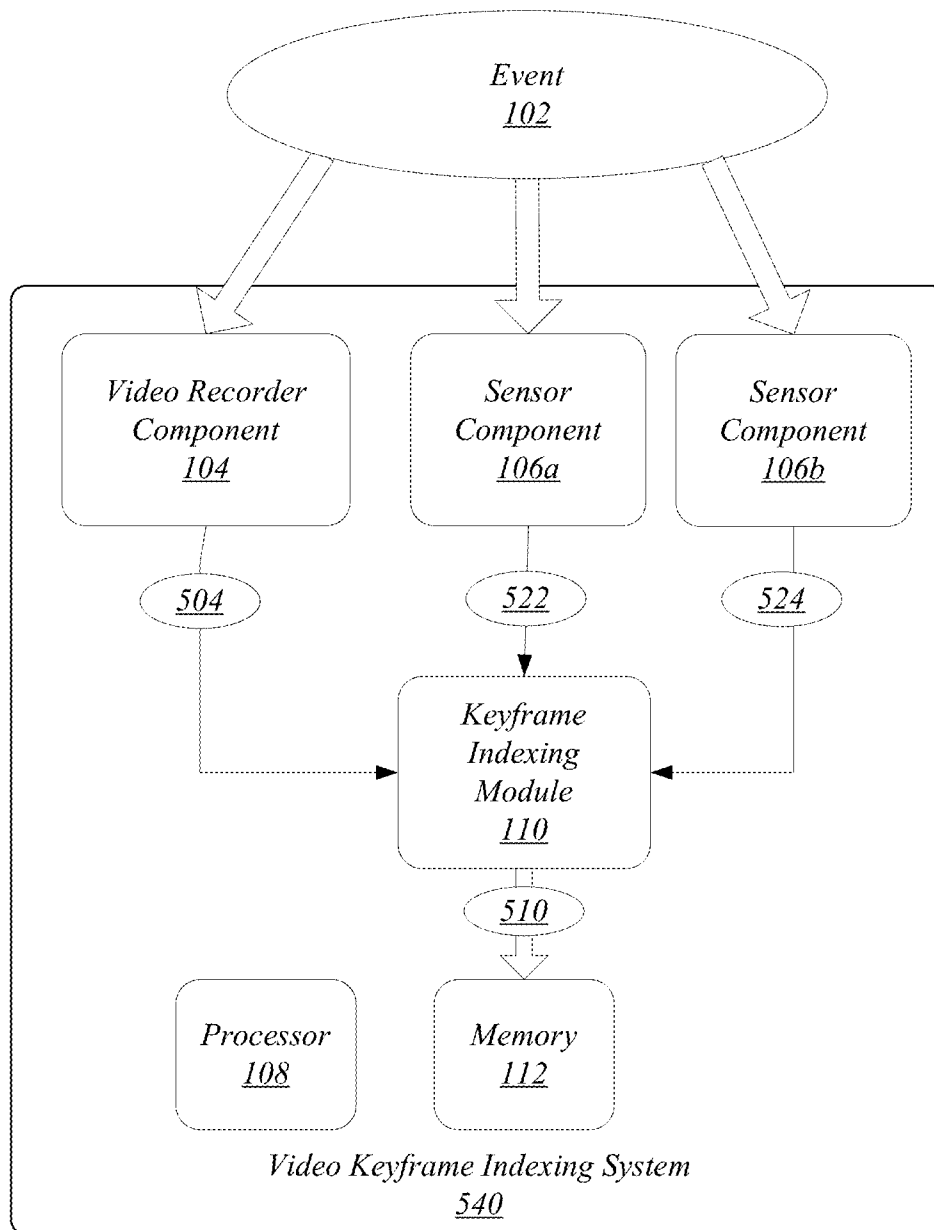 Event
102
Video Recorder
Component
104
Sensor
Component
106a
Sensor
Component
106b
504
522
524
Keyframe
Indexing
Module
110
510
Processor
108
Memory
112
Video Keyframe Indexing System
540